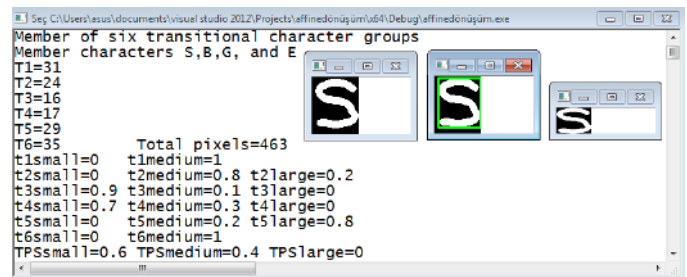 Seç C:\Users\asus\documents\visual studio 2012\Projects\affinedönüşüm\x64\Debug\affinedönüşüm.exe
Member of six transitional character groups
Member characters S,B,G, and E
T1=31
T2=24
T3=16
T4=17
T5=29
T6=35 Total pixels=463
t1small=0 t1medium=1
t2small=0 t2medium=0.8 t2large=0.2
t3small=0.9 t3medium=0.1 t3large=0
t4small=0.7 t4medium=0.3 t4large=0
t5small=0 t5medium=0.2 t5large=0.8
t6small=0 t6medium=1
TPSsmall=0.6 TPSmedium=0.4 TPSlarge=0
S
S
S